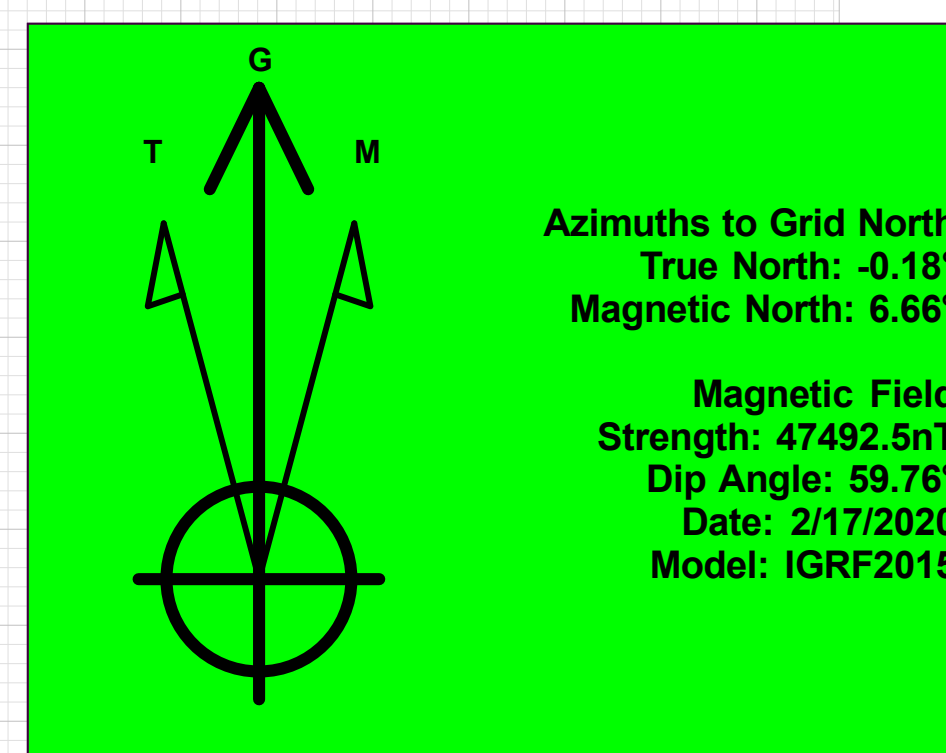 G
T M
Azimuths to Grid North
True North: -0.18°
Magnetic North: 6.66°
Magnetic Field
Strength: 47492.5nT
Dip Angle: 59.76°
Date: 2/17/2020
Model: IGRF2015